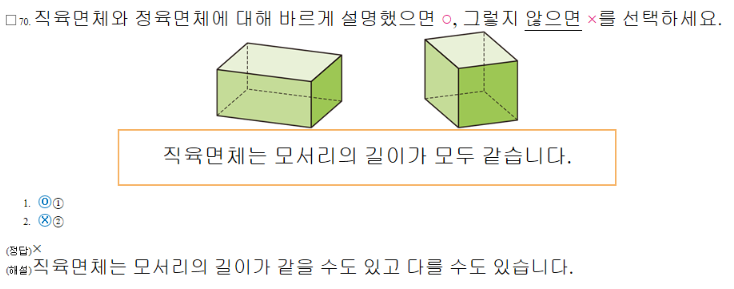 □70. 직육면체와 정육면체에 대해 바르게 설명했으면 ○, 그렇지 않으면 ×를 선택하세요.
직육면체는 모서리의 길이가 모두 같습니다.
1. ⓞ①
2. ⓧ②
(정답)×
(해설)직육면체는 모서리의 길이가 같을 수도 있고 다를 수도 있습니다.